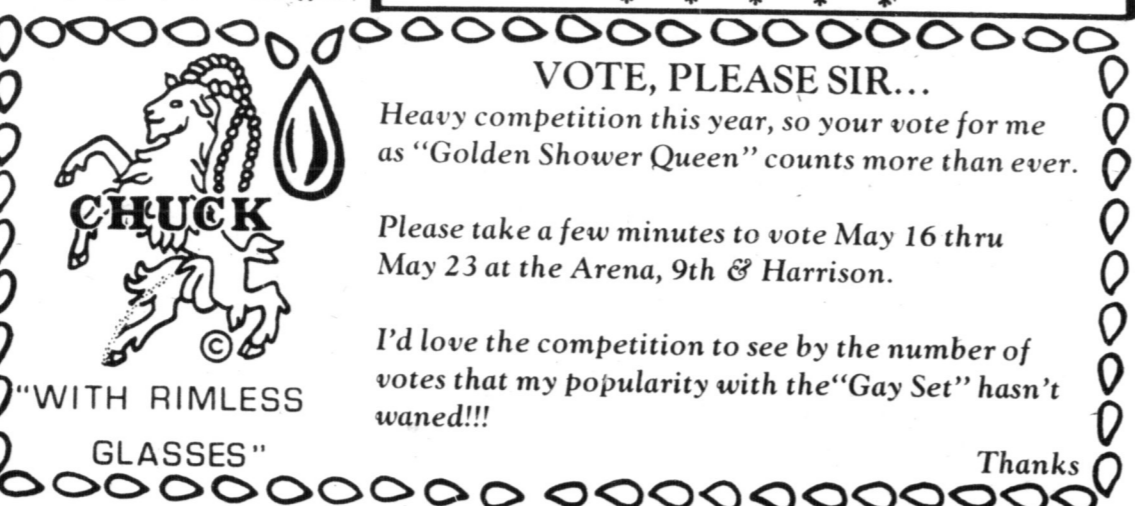 VOTE, PLEASE SIR...
Heavy competition this year, so your vote for me
as "Golden Shower Queen" counts more than ever.
Please take a few minutes to vote May 16 thru
May 23 at the Arena, 9th & Harrison.
I'd love the competition to see by the number of
votes that my popularity with the"Gay Set" hasn't
waned!!!
Thanks
CHUCK
©
"WITH RIMLESS
GLASSES"